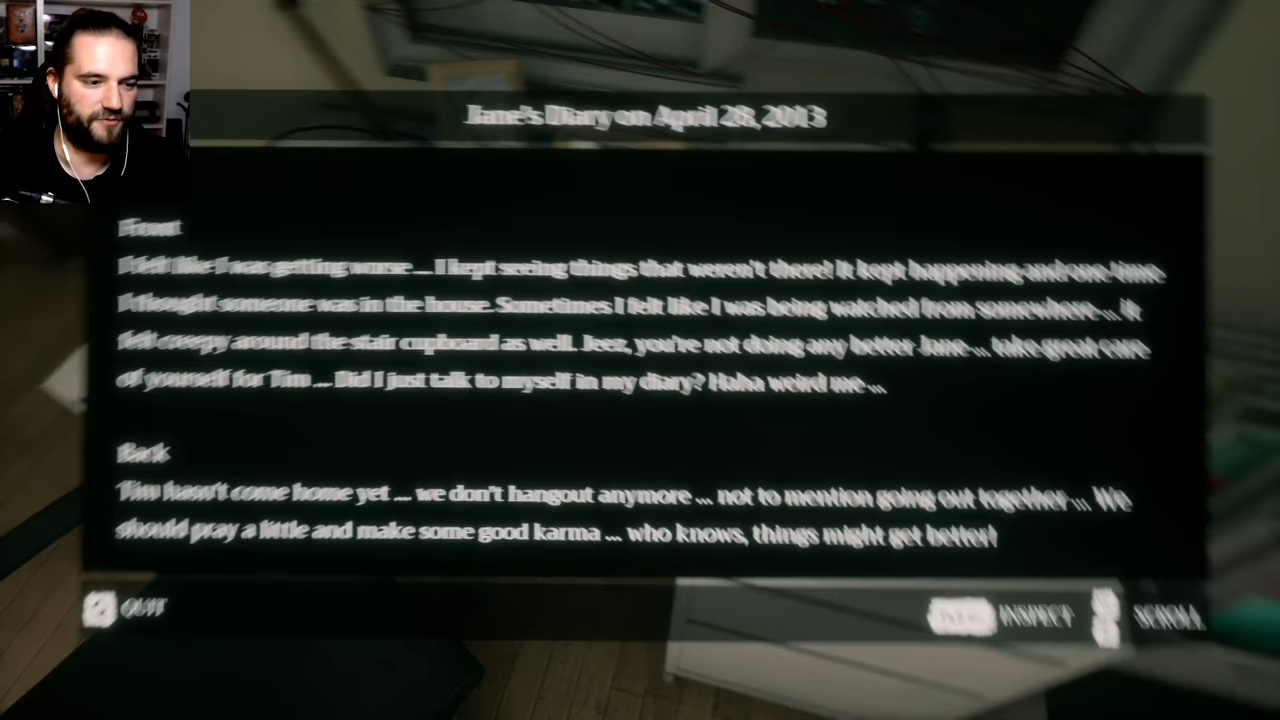 Jane's Diary on April 28, 2013
Front
I felt like I was getting worse ... I kept seeing things that weren't there! It kept happening and one time
I thought someone was in the house. Sometimes I felt like I was being watched from somewhere ... it
felt creepy around the stair cupboard as well. Jeez, you're not doing any better Jane ... take great care
of yourself for Tim ... Did I just talk to myself in my diary? Haha weird me ...
Back
Tim hasn't come home yet ... we don't hangout anymore ... not to mention going out together ... We
should pray a little and make some good karma ... who knows, things might get better!
QUIT
INSPECT
SCROLL